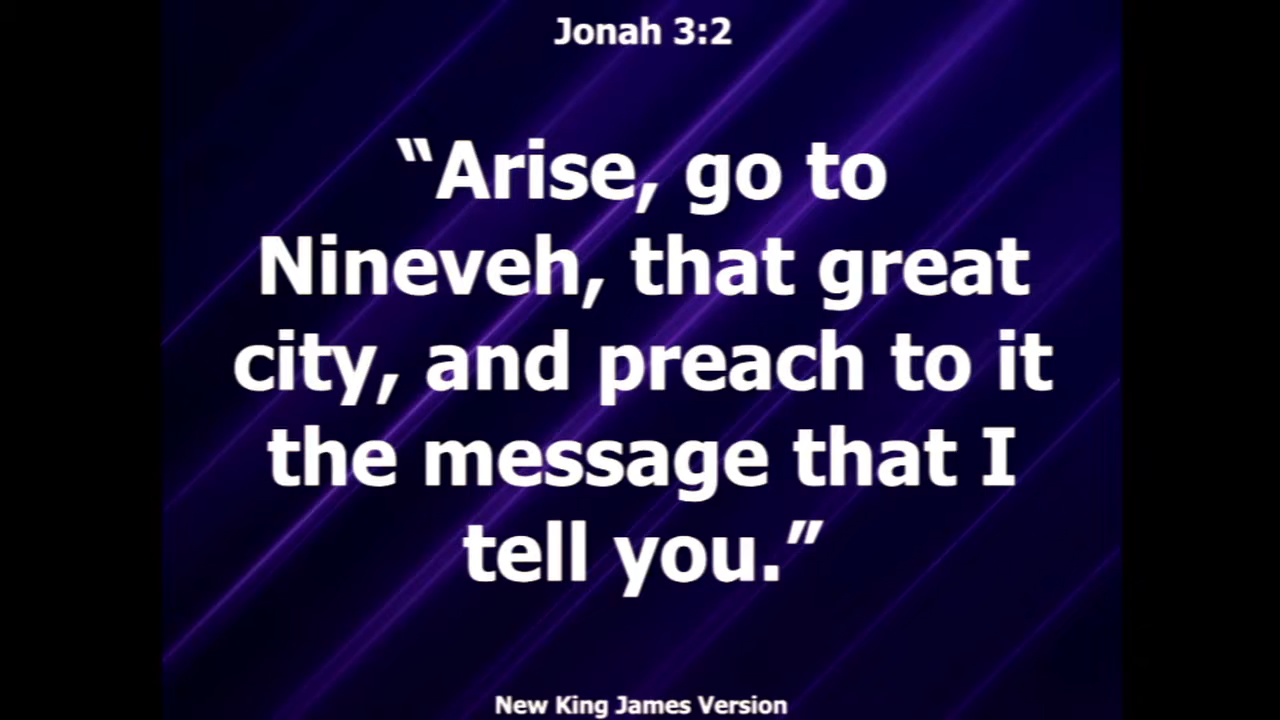 Jonah 3:2
“Arise, go to
Nineveh, that great
city, and preach to it
the message that I
tell you.”
New King James Version